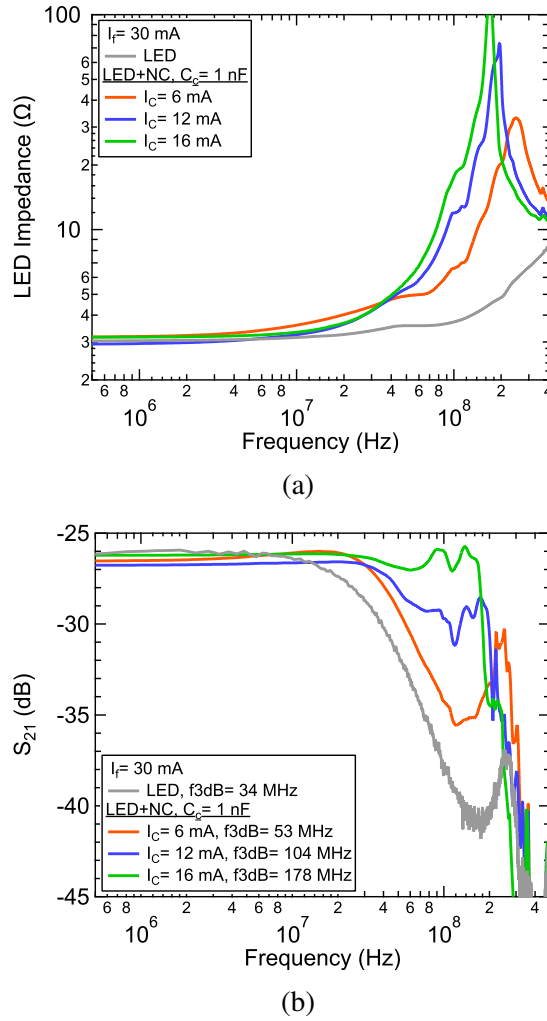 I_f= 30 mA
LED
LED+NC, C_c= 1 nF
I_C= 6 mA
I_C= 12 mA
I_C= 16 mA
100
8
6
5
4
3
2
10
8
6
5
4
3
2
LED Impedance (Ω)
6 8 10^6 2 4 6 8 10^7 2 4 6 8 10^8 2 4
Frequency (Hz)
(a)
-25
-30
-35
-40
-45
S_21 (dB)
I_f= 30 mA
LED, f3dB= 34 MHz
LED+NC, C_c= 1 nF
I_C= 6 mA, f3dB= 53 MHz
I_C= 12 mA, f3dB= 104 MHz
I_C= 16 mA, f3dB= 178 MHz
6 8 10^6 2 4 6 8 10^7 2 4 6 8 10^8 2 4
Frequency (Hz)
(b)